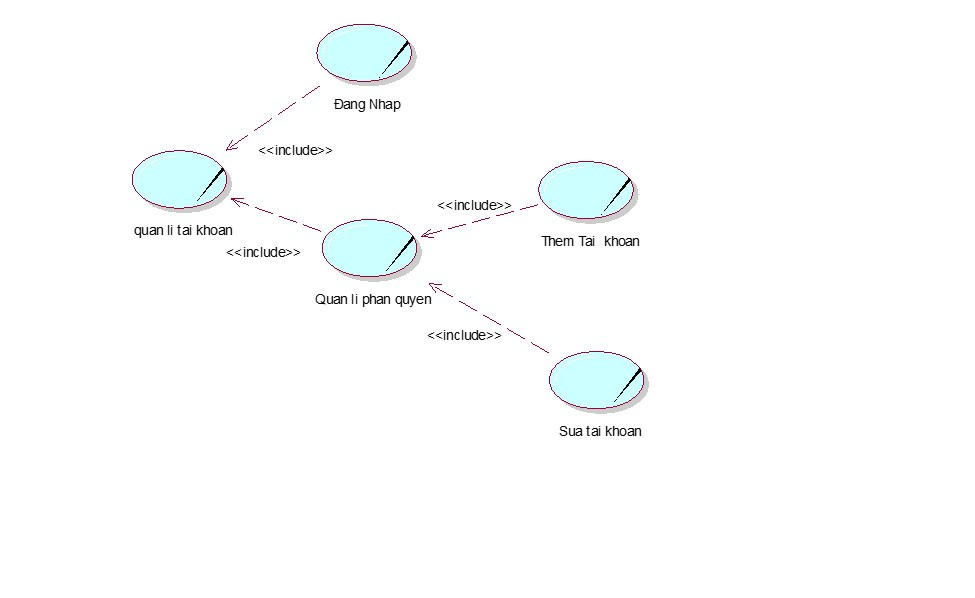 Đang Nhap
<<include>>
quan li tai khoan
<<include>>
Them Tai  khoan
<<include>>
Quan li phan quyen
<<include>>
Sua tai khoan